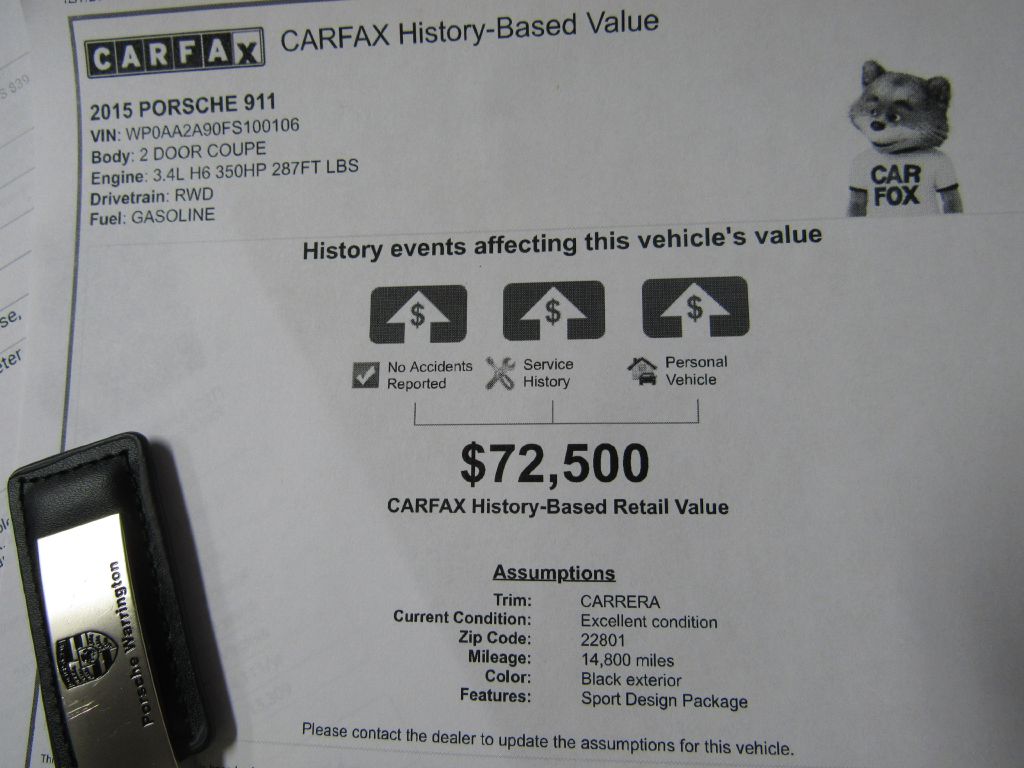 CARFAX
CARFAX History-Based Value
2015 PORSCHE 911
VIN: WP0AA2A90FS100106
Body: 2 DOOR COUPE
Engine: 3.4L H6 350HP 287FT LBS
Drivetrain: RWD
Fuel: GASOLINE
CAR
FOX
History events affecting this vehicle's value
$ $ $
No Accidents Reported
Service History
Personal Vehicle
$72,500
CARFAX History-Based Retail Value
Assumptions
Trim: CARRERA
Current Condition: Excellent condition
Zip Code: 22801
Mileage: 14,800 miles
Color: Black exterior
Features: Sport Design Package
Please contact the dealer to update the assumptions for this vehicle.
Porsche Warrington